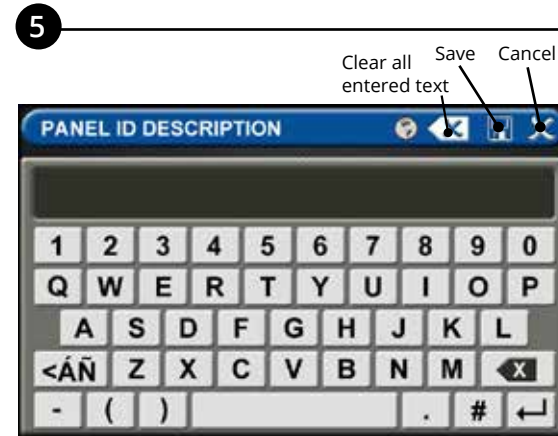 5
Clear all entered text
Save
Cancel
PANEL ID DESCRIPTION
1 2 3 4 5 6 7 8 9 0
Q W E R T Y U I O P
A S D F G H J K L
<ÁÑ Z X C V B N M X
- ( ) . # ↵